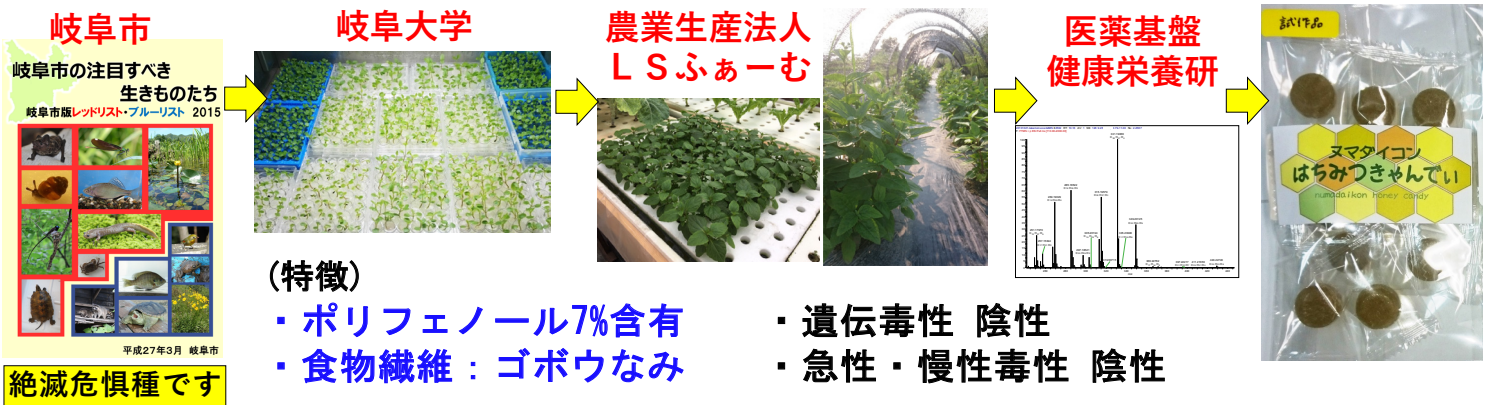 岐阜市
岐阜市の注目すべき
生きものたち
岐阜市版レッドリスト・ブルーリスト 2015
平成27年3月 岐阜市
絶滅危惧種です
岐阜大学
農業生産法人
ＬＳふぁーむ
医薬基盤
健康栄養研
試作品
ヌマダイコン
はちみつきゃんでぃ
numadaikon honey candy
(特徴)
・ポリフェノール7%含有
・食物繊維：ゴボウなみ
・遺伝毒性 陰性
・急性・慢性毒性 陰性